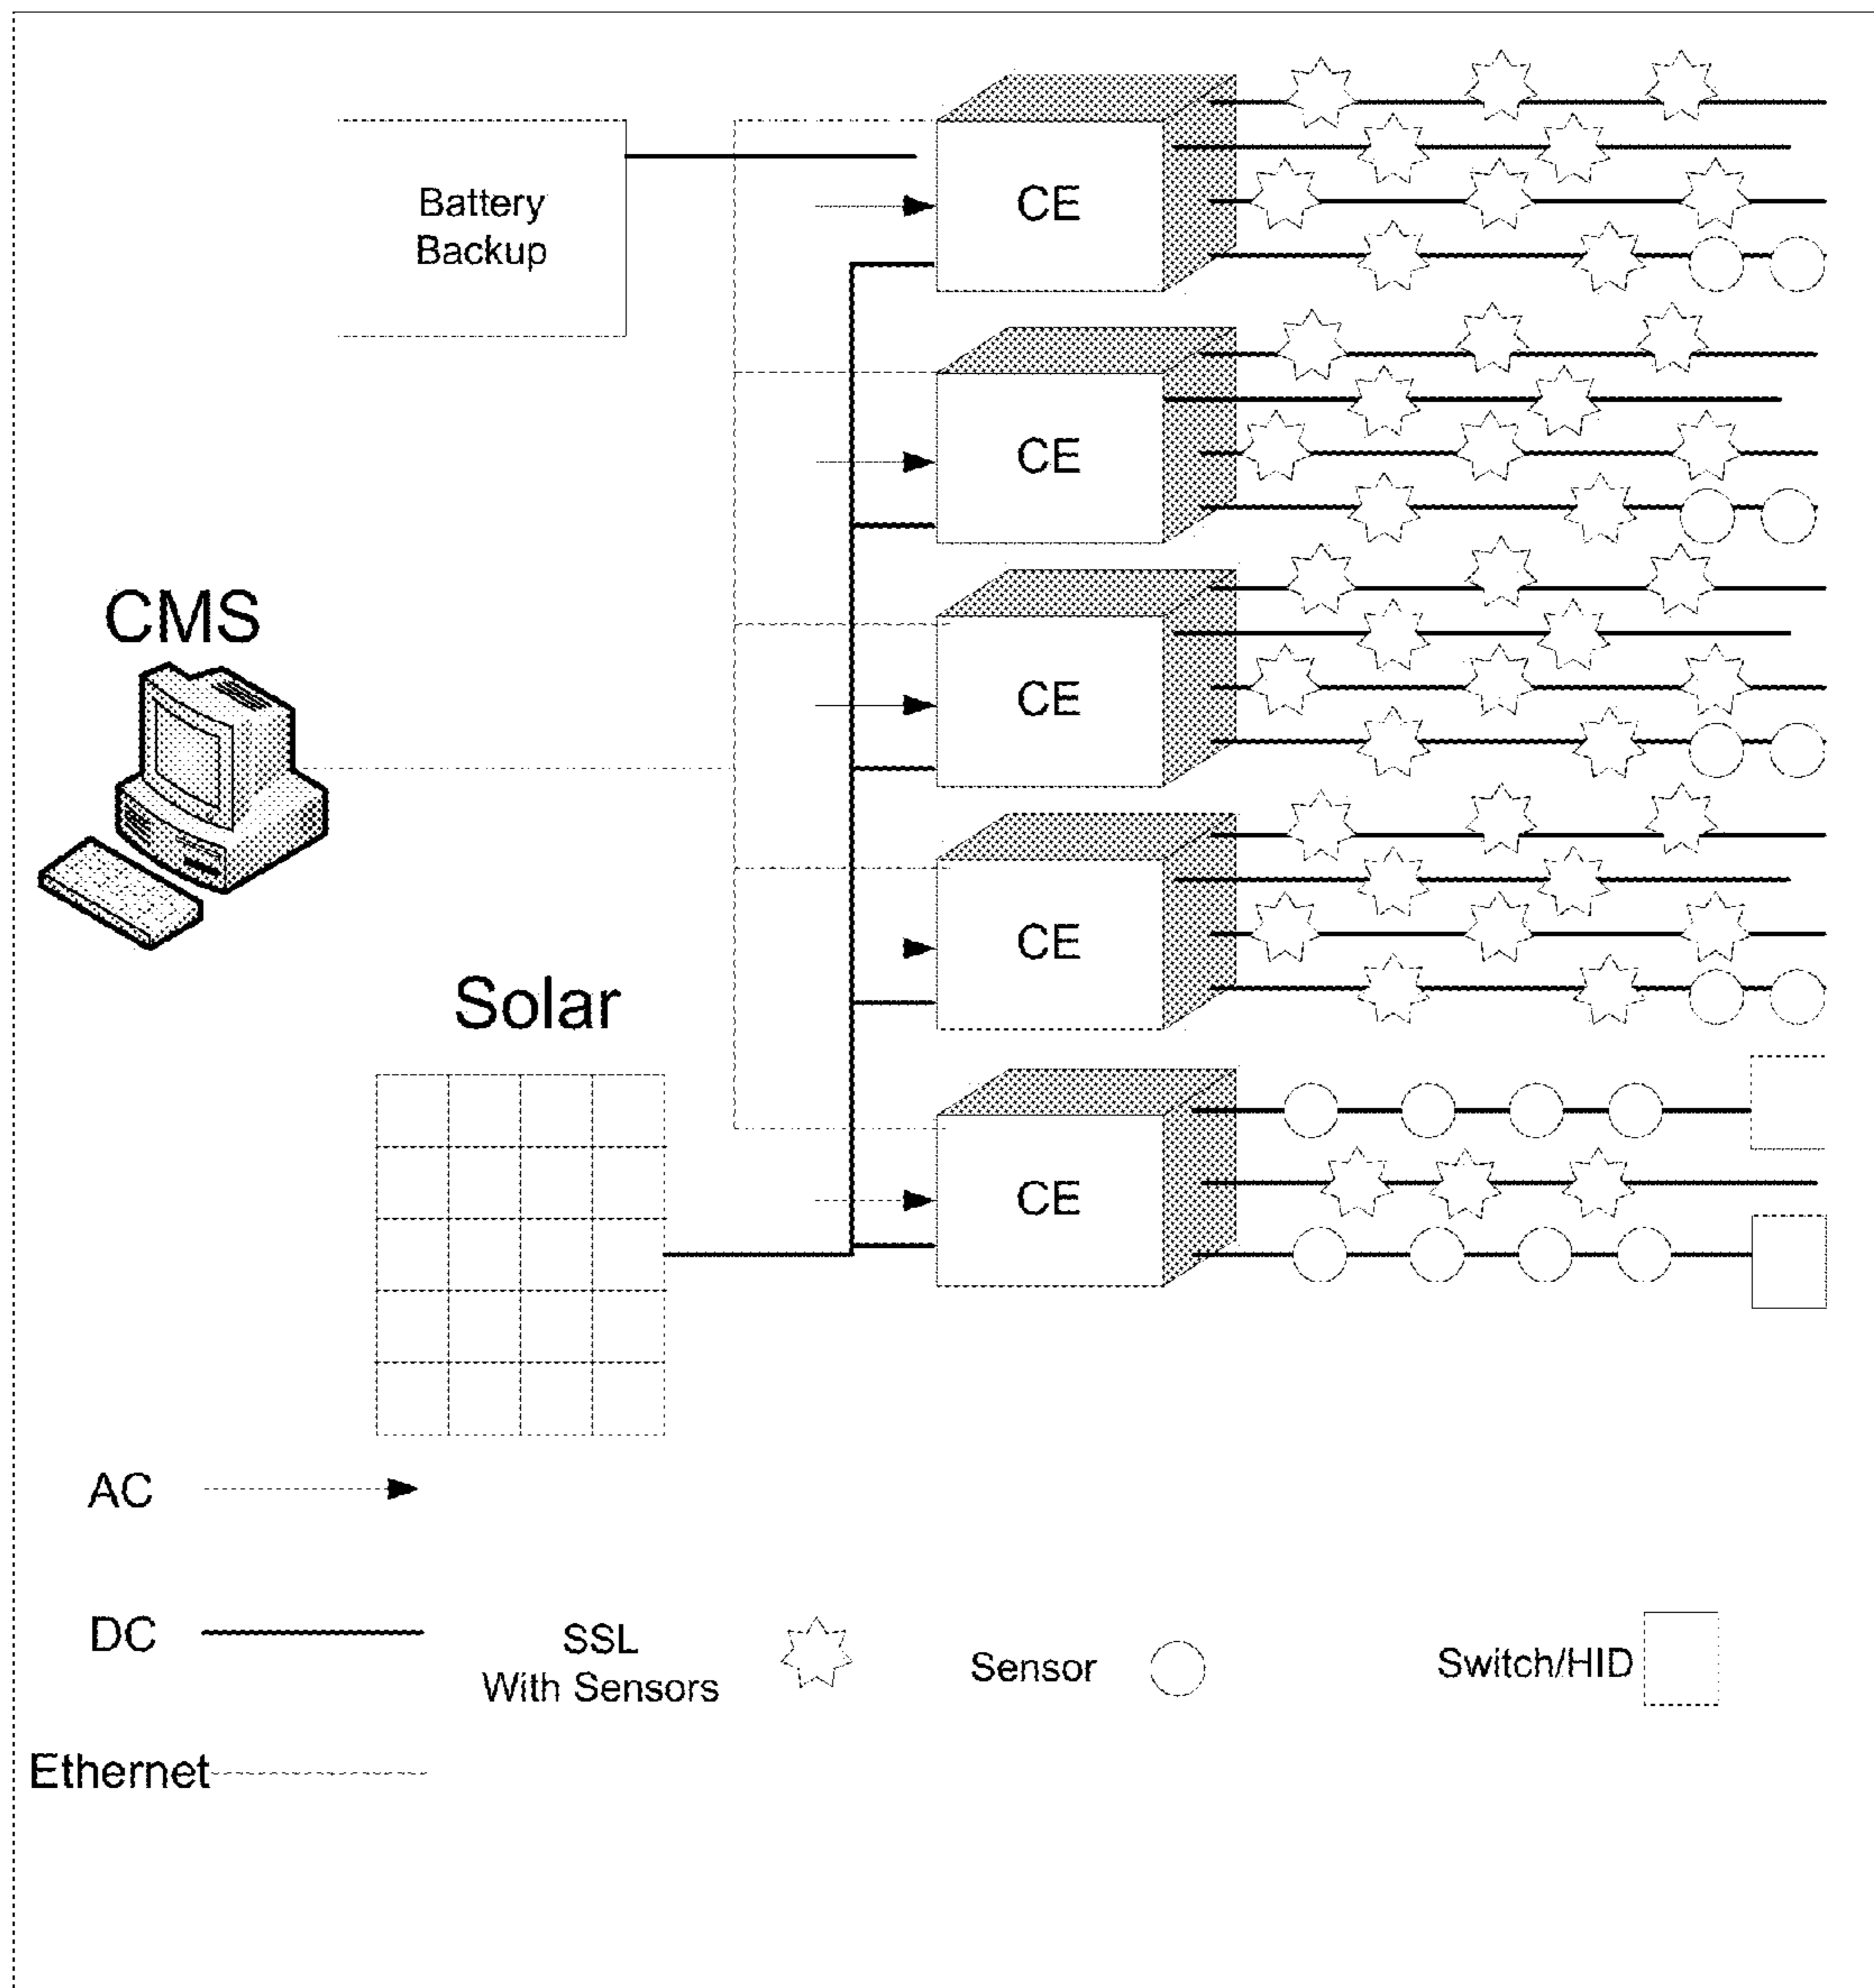 Battery
Backup
CE
CE
CMS
CE
CE
Solar
CE
AC
DC
SSL
With Sensors
Sensor
Switch/HID
Ethernet